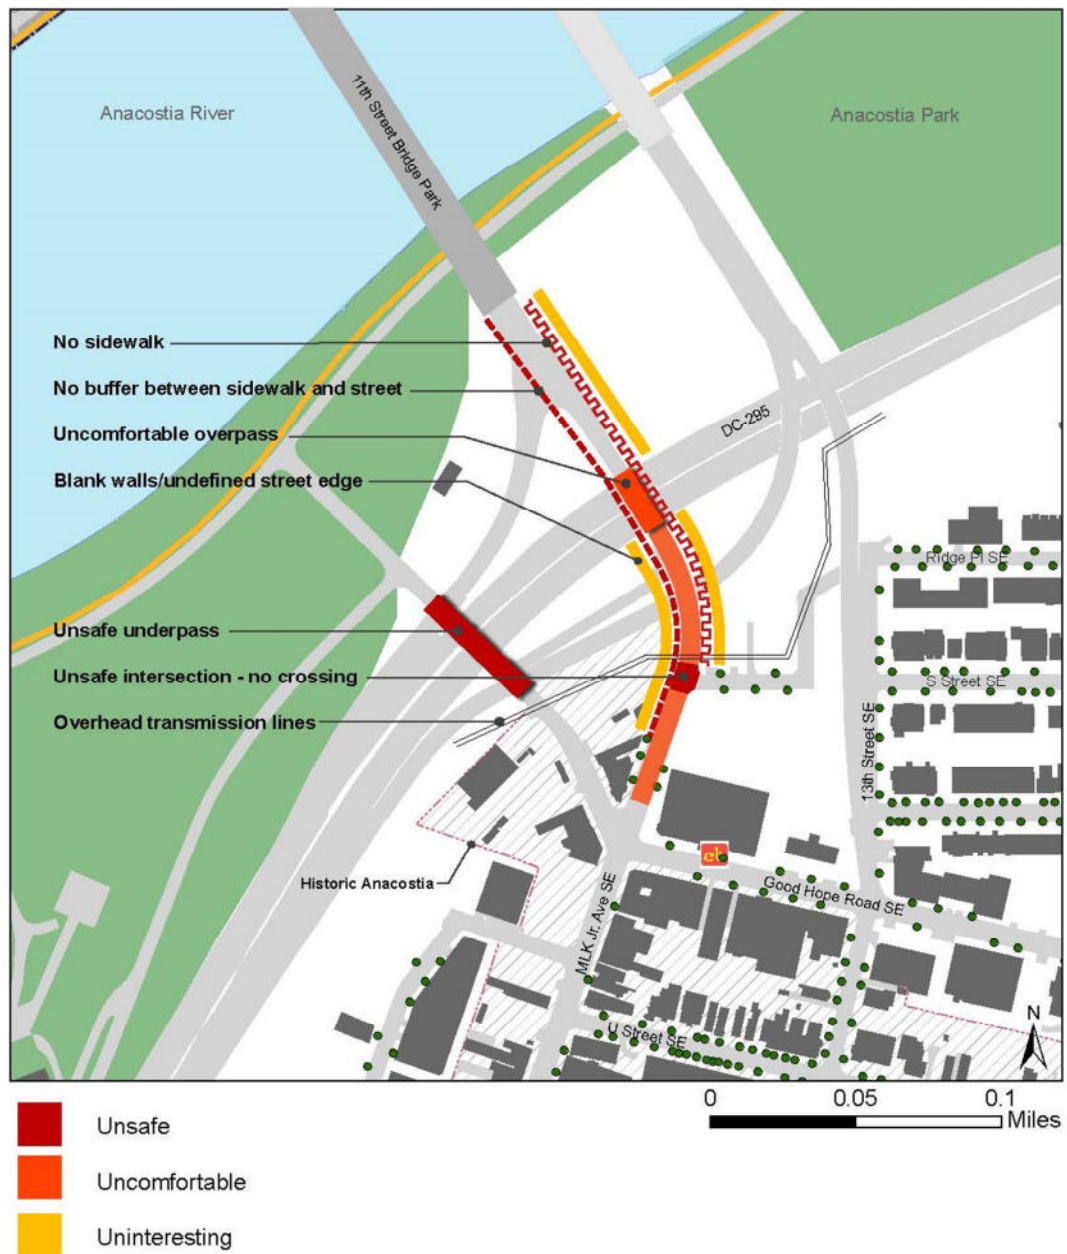 Anacostia River
Anacostia Park
11th Street Bridge Park
No sidewalk
No buffer between sidewalk and street
Uncomfortable overpass
DC-295
Blank walls/undefined street edge
Ridge Pl SE
Unsafe underpass
Unsafe intersection - no crossing
S Street SE
Overhead transmission lines
13th Street SE
Historic Anacostia
Good Hope Road SE
MLK Jr. Ave SE
U Street SE
N
0 0.05 0.1
Miles
Unsafe
Uncomfortable
Uninteresting